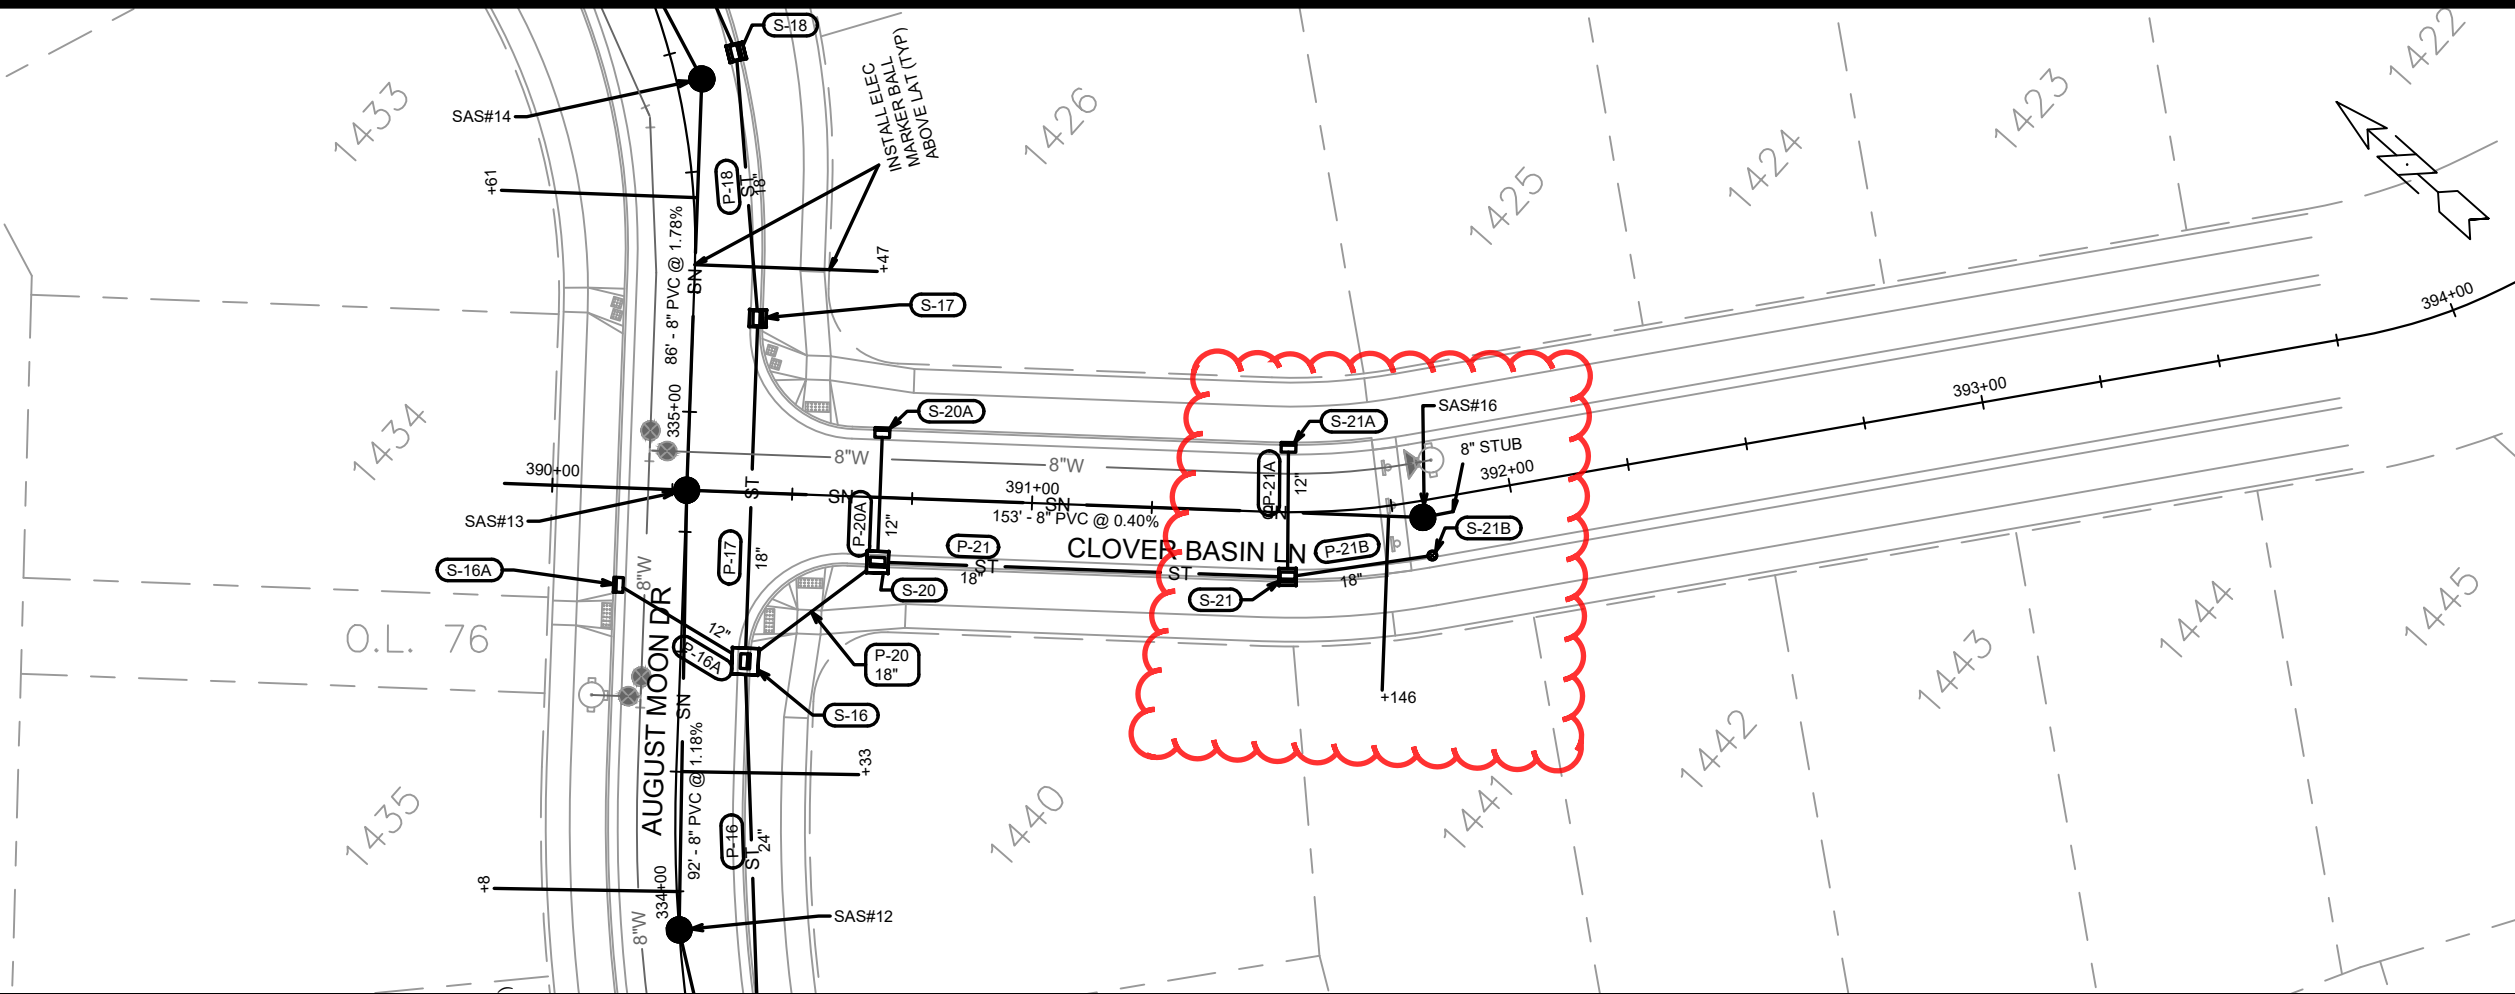 S-18
INSTALL ELEC
MARKER BALL
ABOVE LAT (TYP)
1433
SAS#14
1426
1422
1423
1424
1425
+61
P-18
ST
18"
86' - 8" PVC @ 1.78%
SN
+47
S-17
394+00
393+00
335+00
S-20A
S-21A
SAS#16
8" STUB
392+00
1434
8"W
8"W
390+00
391+00
SN
SN
SN
153' - 8" PVC @ 0.40%
P-21A
12"
SAS#13
ST
P-20A
12"
CLOVER BASIN LN
P-21
ST
18"
ST
P-21B
18"
S-21B
S-16A
P-17
18"
8"W
S-20
S-21
12"
P-16A
O.L. 76
P-20
18"
AUGUST MOON DR
SN
S-16
+146
+33
92' - 8" PVC @ 1.18%
P-16
ST
24"
1435
1440
1441
1442
1443
1444
1445
+8
334+00
8"W
SAS#12